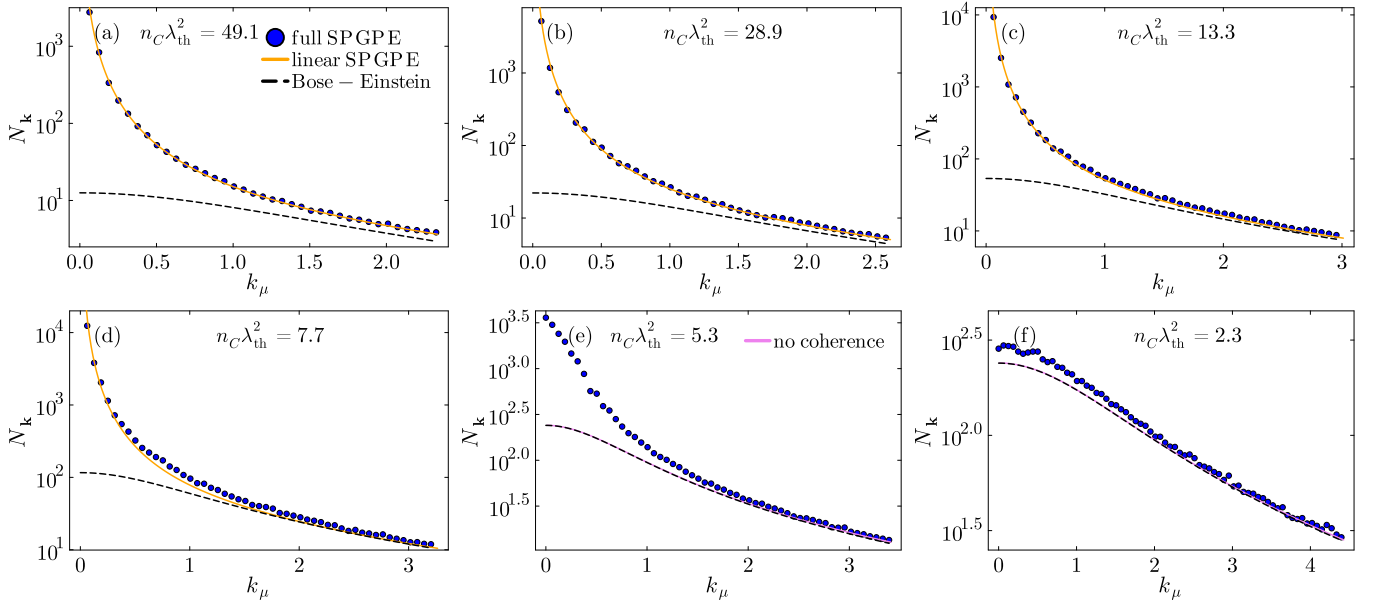 (a) n_C λ_th^2 = 49.1
full SPGPE
linear SPGPE
Bose − Einstein
N_k
10^3
10^2
10^1
0.0 0.5 1.0 1.5 2.0
k_μ
(b) n_C λ_th^2 = 28.9
N_k
10^3
10^2
10^1
0.0 0.5 1.0 1.5 2.0 2.5
k_μ
(c) n_C λ_th^2 = 13.3
N_k
10^4
10^3
10^2
10^1
0 1 2 3
k_μ
(d) n_C λ_th^2 = 7.7
N_k
10^4
10^3
10^2
10^1
0 1 2 3
k_μ
(e) n_C λ_th^2 = 5.3
no coherence
N_k
10^3.5
10^3.0
10^2.5
10^2.0
10^1.5
0 1 2 3
k_μ
(f) n_C λ_th^2 = 2.3
N_k
10^2.5
10^2.0
10^1.5
0 1 2 3 4
k_μ